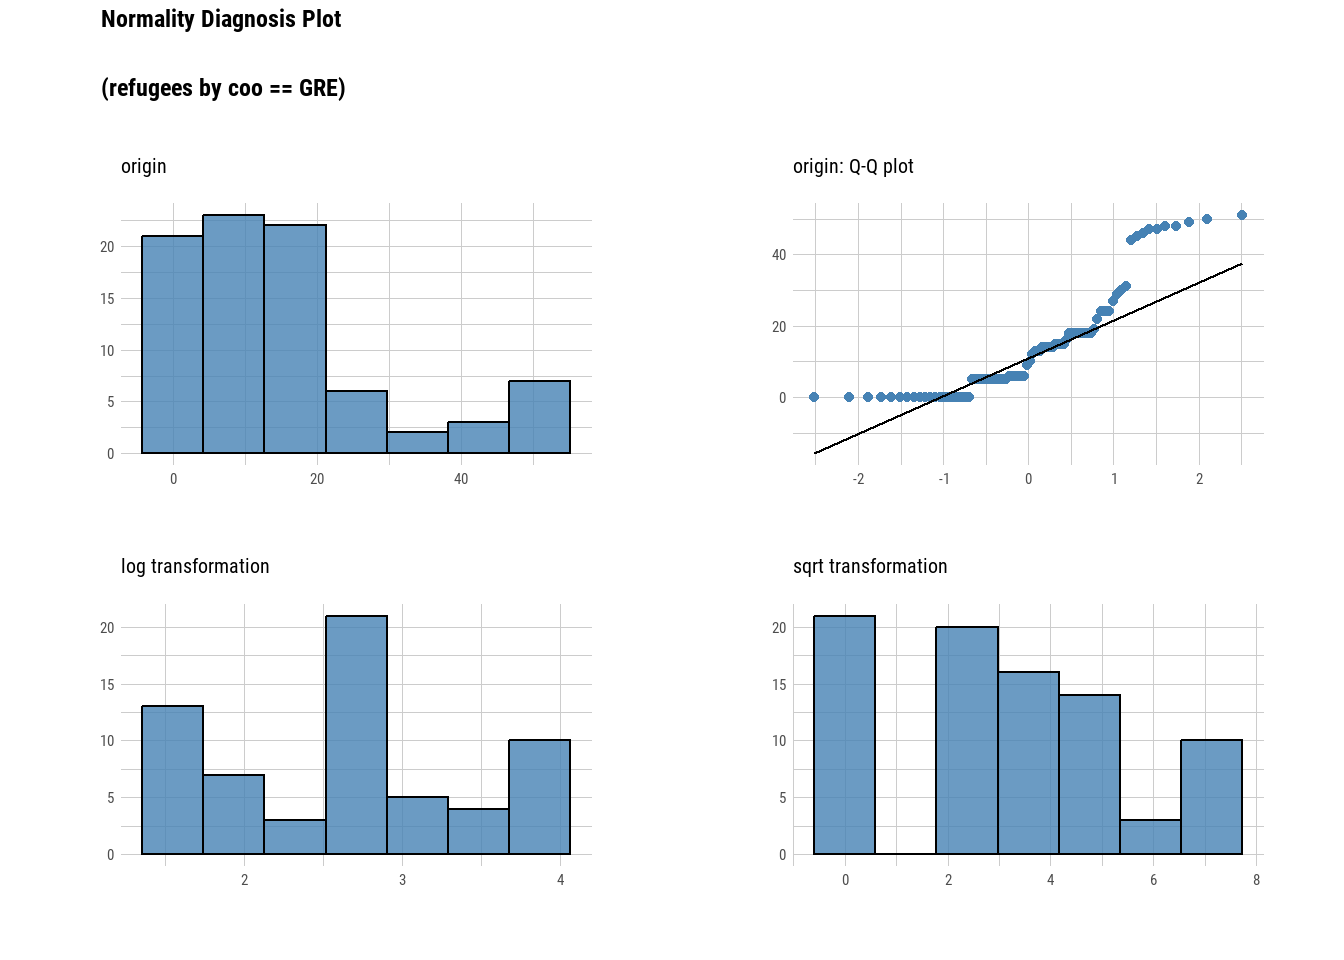 Normality Diagnosis Plot
(refugees by coo == GRE)
origin
20
15
10
5
0
0 20 40
origin: Q-Q plot
40
20
0
-2 -1 0 1 2
log transformation
20
15
10
5
0
2 3 4
sqrt transformation
20
15
10
5
0
0 2 4 6 8